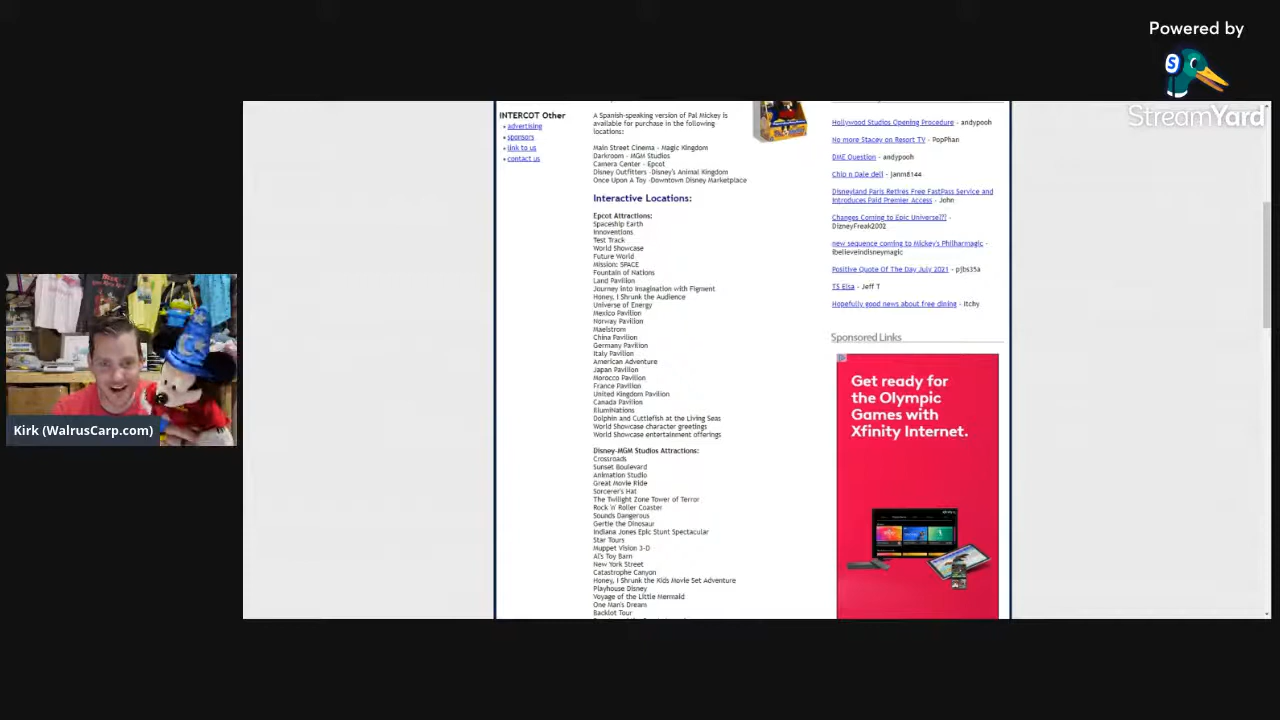 Powered by
S
StreamYard
INTERCOT Other
advertising
sponsors
link to us
contact us
A Spanish-speaking version of Pal Mickey is
available for purchase in the following
locations:
Main Street Cinema - Magic Kingdom
Darkroom - MGM Studios
Camera Center - Epcot
Disney Outfitters -Disney's Animal Kingdom
Once Upon A Toy -Downtown Disney Marketplace
Interactive Locations:
Epcot Attractions:
Spaceship Earth
Innoventions
Test Track
World Showcase
Future World
Mission: SPACE
Fountain of Nations
Land Pavilion
Journey into Imagination with Figment
Honey, I Shrunk the Audience
Universe of Energy
Mexico Pavilion
Norway Pavilion
Maelstrom
China Pavilion
Germany Pavilion
Italy Pavilion
American Adventure
Japan Pavilion
Morocco Pavilion
France Pavilion
United Kingdom Pavilion
Canada Pavilion
IllumiNations
Dolphin and Cuttlefish at the Living Seas
World Showcase character greetings
World Showcase entertainment offerings
Disney-MGM Studios Attractions:
Crossroads
Sunset Boulevard
Animation Studio
Great Movie Ride
Sorcerer's Hat
The Twilight Zone Tower of Terror
Rock 'n' Roller Coaster
Sounds Dangerous
Gertie the Dinosaur
Indiana Jones Epic Stunt Spectacular
Star Tours
Muppet Vision 3-D
Al's Toy Barn
New York Street
Catastrophe Canyon
Honey, I Shrunk the Kids Movie Set Adventure
Playhouse Disney
Voyage of the Little Mermaid
One Man's Dream
Backlot Tour
Hollywood Studios Opening Procedure - andypooh
No more Stacey on Resort TV - PopPhan
DME Question - andypooh
Chip n Dale dell - janm8144
Disneyland Paris Retires Free FastPass Service and
Introduces Paid Premier Access - John
Changes Coming to Epic Universe??! -
DizneyFreak2002
new sequence coming to Mickey's Philharmagic -
Ibelieveindisneymagic
Positive Quote Of The Day July 2021 - pjbs35a
TS Elsa - Jeff T
Hopefully good news about free dining - Itchy
Sponsored Links
Get ready for
the Olympic
Games with
Xfinity Internet.
Kirk (WalrusCarp.com)